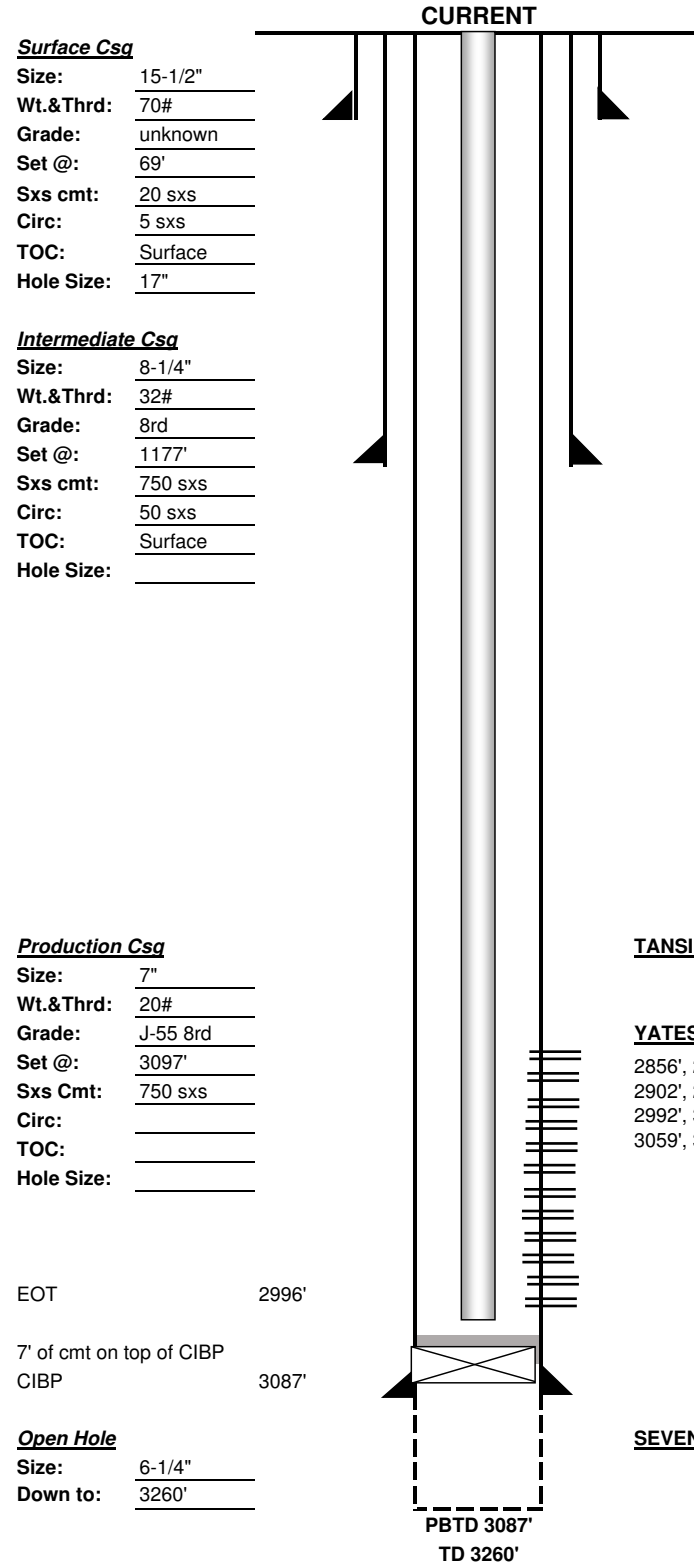 CURRENT
Surface Csg
Size: 15-1/2"
Wt.&Thrd: 70#
Grade: unknown
Set @: 69'
Sxs cmt: 20 sxs
Circ: 5 sxs
TOC: Surface
Hole Size: 17"
Intermediate Csg
Size: 8-1/4"
Wt.&Thrd: 32#
Grade: 8rd
Set @: 1177'
Sxs cmt: 750 sxs
Circ: 50 sxs
TOC: Surface
Hole Size:
Production Csg
Size: 7"
Wt.&Thrd: 20#
Grade: J-55 8rd
Set @: 3097'
Sxs Cmt: 750 sxs
Circ:
TOC:
Hole Size:
EOT 2996'
7' of cmt on top of CIBP
CIBP 3087'
Open Hole
Size: 6-1/4"
Down to: 3260'
TANSI
YATES
2856',
2902',
2992',
3059',
SEVEN
PBTD 3087'
TD 3260'